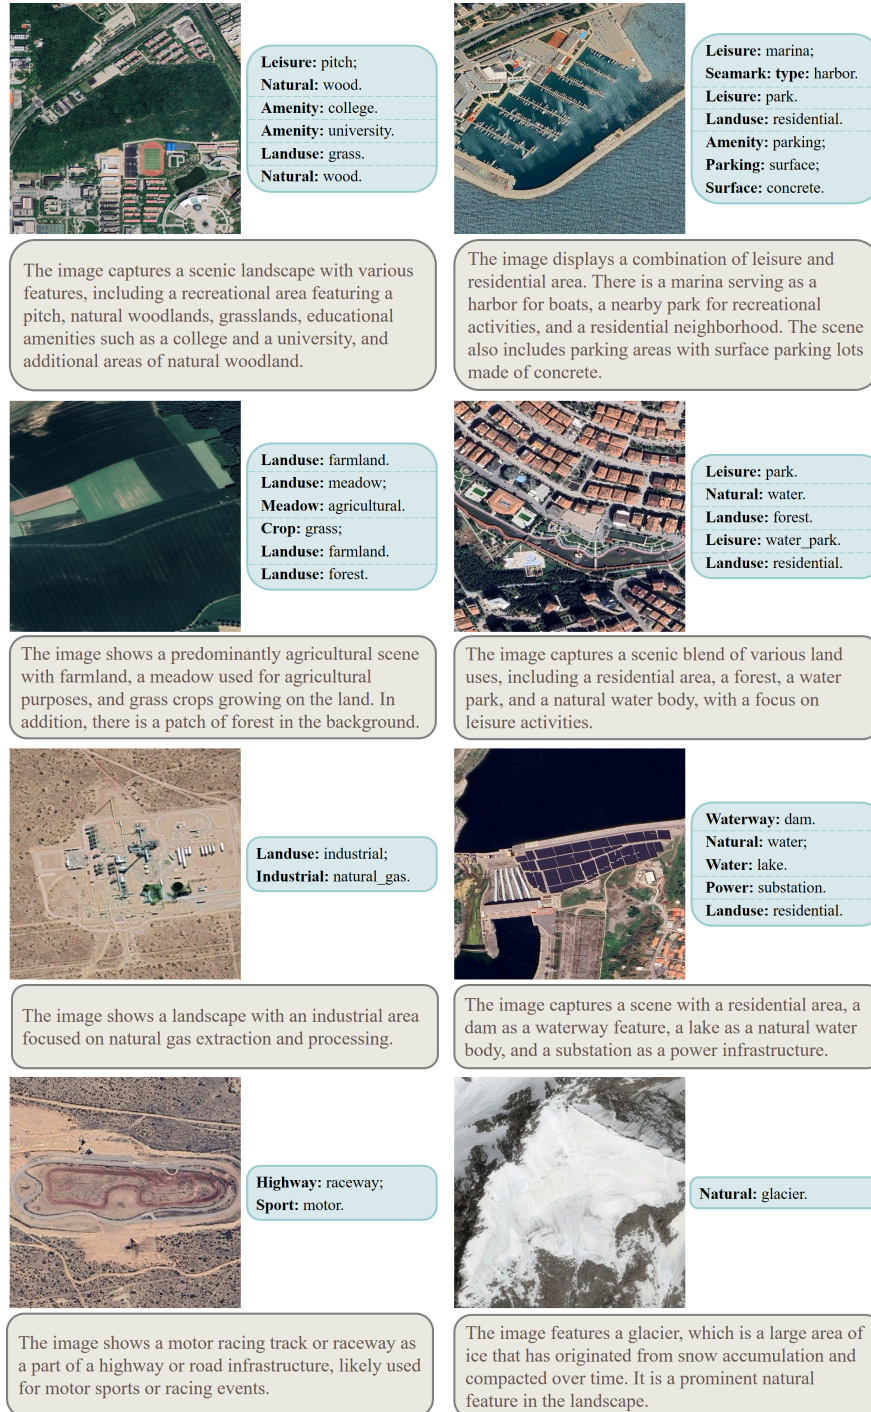 Leisure: pitch;
Natural: wood.
Amenity: college.
Amenity: university.
Landuse: grass.
Natural: wood.
Leisure: marina;
Seamark: type: harbor.
Leisure: park.
Landuse: residential.
Amenity: parking;
Parking: surface;
Surface: concrete.
The image captures a scenic landscape with various
features, including a recreational area featuring a
pitch, natural woodlands, grasslands, educational
amenities such as a college and a university, and
additional areas of natural woodland.
The image displays a combination of leisure and
residential area. There is a marina serving as a
harbor for boats, a nearby park for recreational
activities, and a residential neighborhood. The scene
also includes parking areas with surface parking lots
made of concrete.
Landuse: farmland.
Landuse: meadow;
Meadow: agricultural.
Crop: grass;
Landuse: farmland.
Landuse: forest.
Leisure: park.
Natural: water.
Landuse: forest.
Leisure: water_park.
Landuse: residential.
The image shows a predominantly agricultural scene
with farmland, a meadow used for agricultural
purposes, and grass crops growing on the land. In
addition, there is a patch of forest in the background.
The image captures a scenic blend of various land
uses, including a residential area, a forest, a water
park, and a natural water body, with a focus on
leisure activities.
Landuse: industrial;
Industrial: natural_gas.
Waterway: dam.
Natural: water;
Water: lake.
Power: substation.
Landuse: residential.
The image shows a landscape with an industrial area
focused on natural gas extraction and processing.
The image captures a scene with a residential area, a
dam as a waterway feature, a lake as a natural water
body, and a substation as a power infrastructure.
Highway: raceway;
Sport: motor.
Natural: glacier.
The image shows a motor racing track or raceway as
a part of a highway or road infrastructure, likely used
for motor sports or racing events.
The image features a glacier, which is a large area of
ice that has originated from snow accumulation and
compacted over time. It is a prominent natural
feature in the landscape.